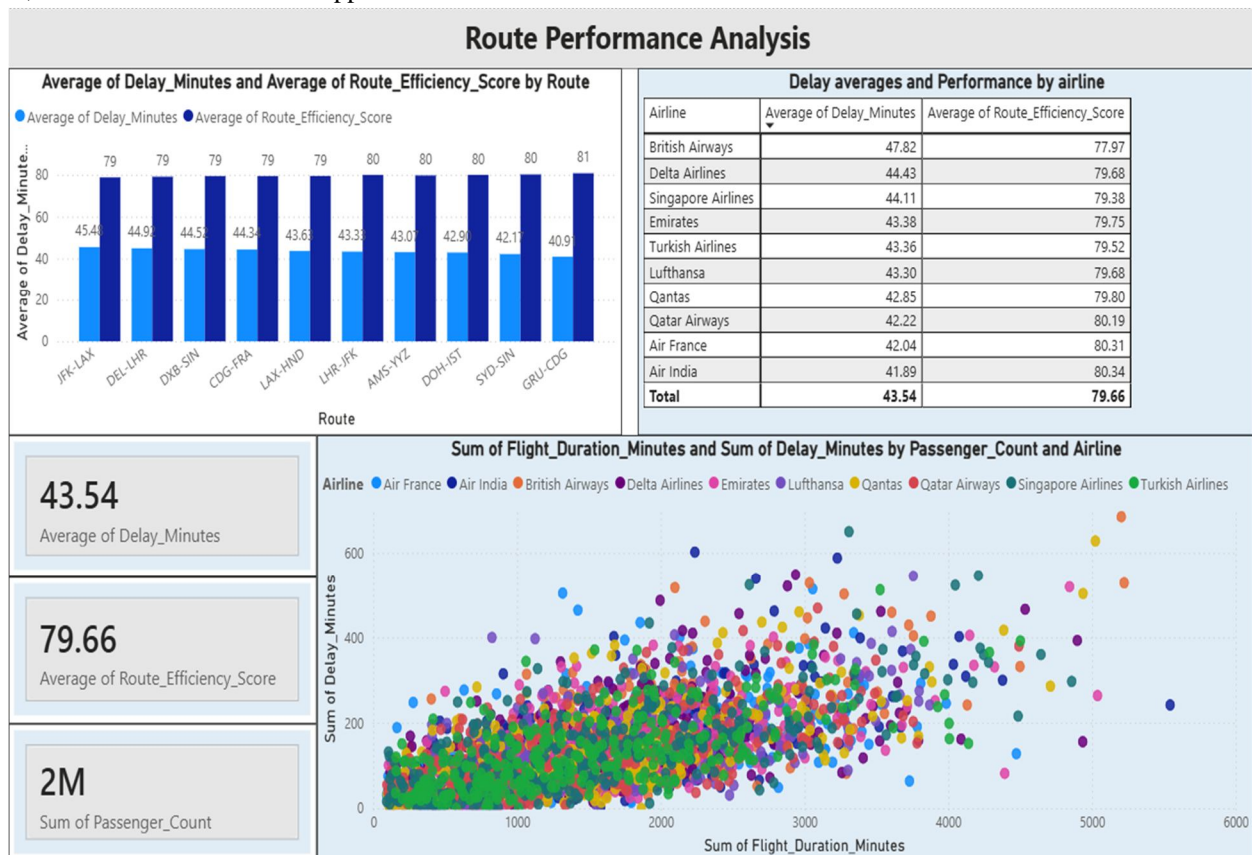 Route Performance Analysis
Average of Delay_Minutes and Average of Route_Efficiency_Score by Route
Average of Delay_Minutes Average of Route_Efficiency_Score
Average of Delay_Minute...
80
60
40
20
0
79 79 79 79 79 80 80 80 80 81
45.48 44.92 44.52 44.34 43.63 43.33 43.07 42.90 42.17 40.91
JFK-LAX DEL-LHR DXB-SIN CDG-FRA LAX-HND LHR-JFK AMS-YYZ DOH-IST SYD-SIN GRU-CDG
Route
Delay averages and Performance by airline
Airline Average of Delay_Minutes Average of Route_Efficiency_Score
British Airways 47.82 77.97
Delta Airlines 44.43 79.68
Singapore Airlines 44.11 79.38
Emirates 43.38 79.75
Turkish Airlines 43.36 79.52
Lufthansa 43.30 79.68
Qantas 42.85 79.80
Qatar Airways 42.22 80.19
Air France 42.04 80.31
Air India 41.89 80.34
Total 43.54 79.66
43.54
Average of Delay_Minutes
79.66
Average of Route_Efficiency_Score
2M
Sum of Passenger_Count
Sum of Flight_Duration_Minutes and Sum of Delay_Minutes by Passenger_Count and Airline
Airline Air France Air India British Airways Delta Airlines Emirates Lufthansa Qantas Qatar Airways Singapore Airlines Turkish Airlines
Sum of Delay_Minutes
600
400
200
0
0 1000 2000 3000 4000 5000 6000
Sum of Flight_Duration_Minutes